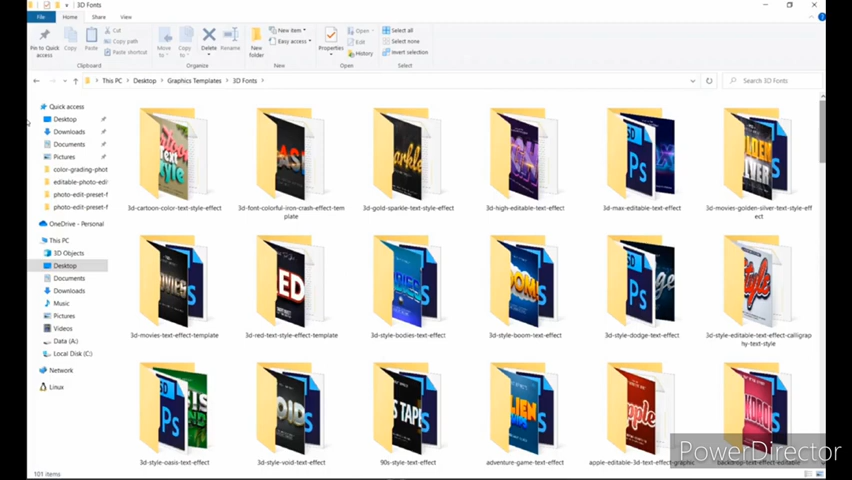 3D Fonts
File Home Share View
Pin to Quick access
Copy
Paste
Cut
Copy path
Paste shortcut
Move to
Copy to
Delete
Rename
New folder
New item
Easy access
Properties
Open
Edit
History
Select all
Select none
Invert selection
Clipboard Organize New Open Select
This PC Desktop Graphics Templates 3D Fonts
Search 3D Fonts
Quick access
Desktop
Downloads
Documents
Pictures
color-grading-phot
editable-photo-edi
photo-edit-preset-f
photo-edit-preset-f
OneDrive - Personal
This PC
3D Objects
Desktop
Documents
Downloads
Music
Pictures
Videos
Data (A:)
Local Disk (C:)
Network
Linux
3d-cartoon-color-text-style-effect
3d-font-colorful-iron-crash-effect-tem
plate
3d-gold-sparkle-text-style-effect
3d-high-editable-text-effect
3d-max-editable-text-effect
3d-movies-golden-silver-text-style-eff
ect
3d-movies-text-effect-template
3d-red-text-style-effect-template
3d-style-bodies-text-effect
3d-style-boom-text-effect
3d-style-dodge-text-effect
3d-style-editable-text-effect-calligrap
hy-text-style
3d-style-oasis-text-effect
3d-style-void-text-effect
90s-style-text-effect
adventure-game-text-effect
apple-editable-3d-text-effect-graphic
backdrop-text-effect-editable
101 items
PowerDirector